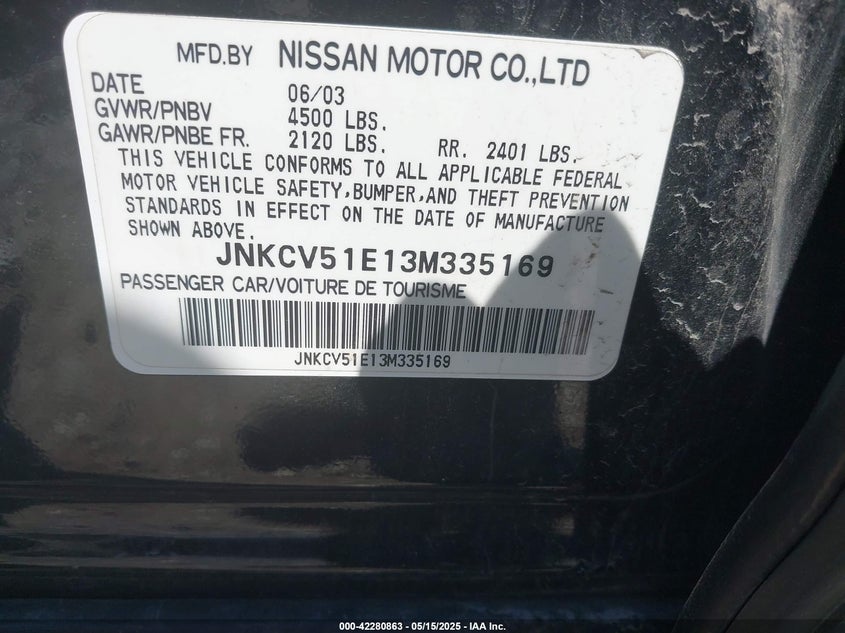 MFD.BY NISSAN MOTOR CO.,LTD
DATE 06/03
GVWR/PNBV 4500 LBS.
GAWR/PNBE FR. 2120 LBS. RR. 2401 LBS.
THIS VEHICLE CONFORMS TO ALL APPLICABLE FEDERAL
MOTOR VEHICLE SAFETY,BUMPER,AND THEFT PREVENTION
STANDARDS IN EFFECT ON THE DATE OF MANUFACTURE
SHOWN ABOVE.
JNKCV51E13M335169
PASSENGER CAR/VOITURE DE TOURISME
JNKCV51E13M335169
000-42280863 - 05/15/2025 - IAA Inc.